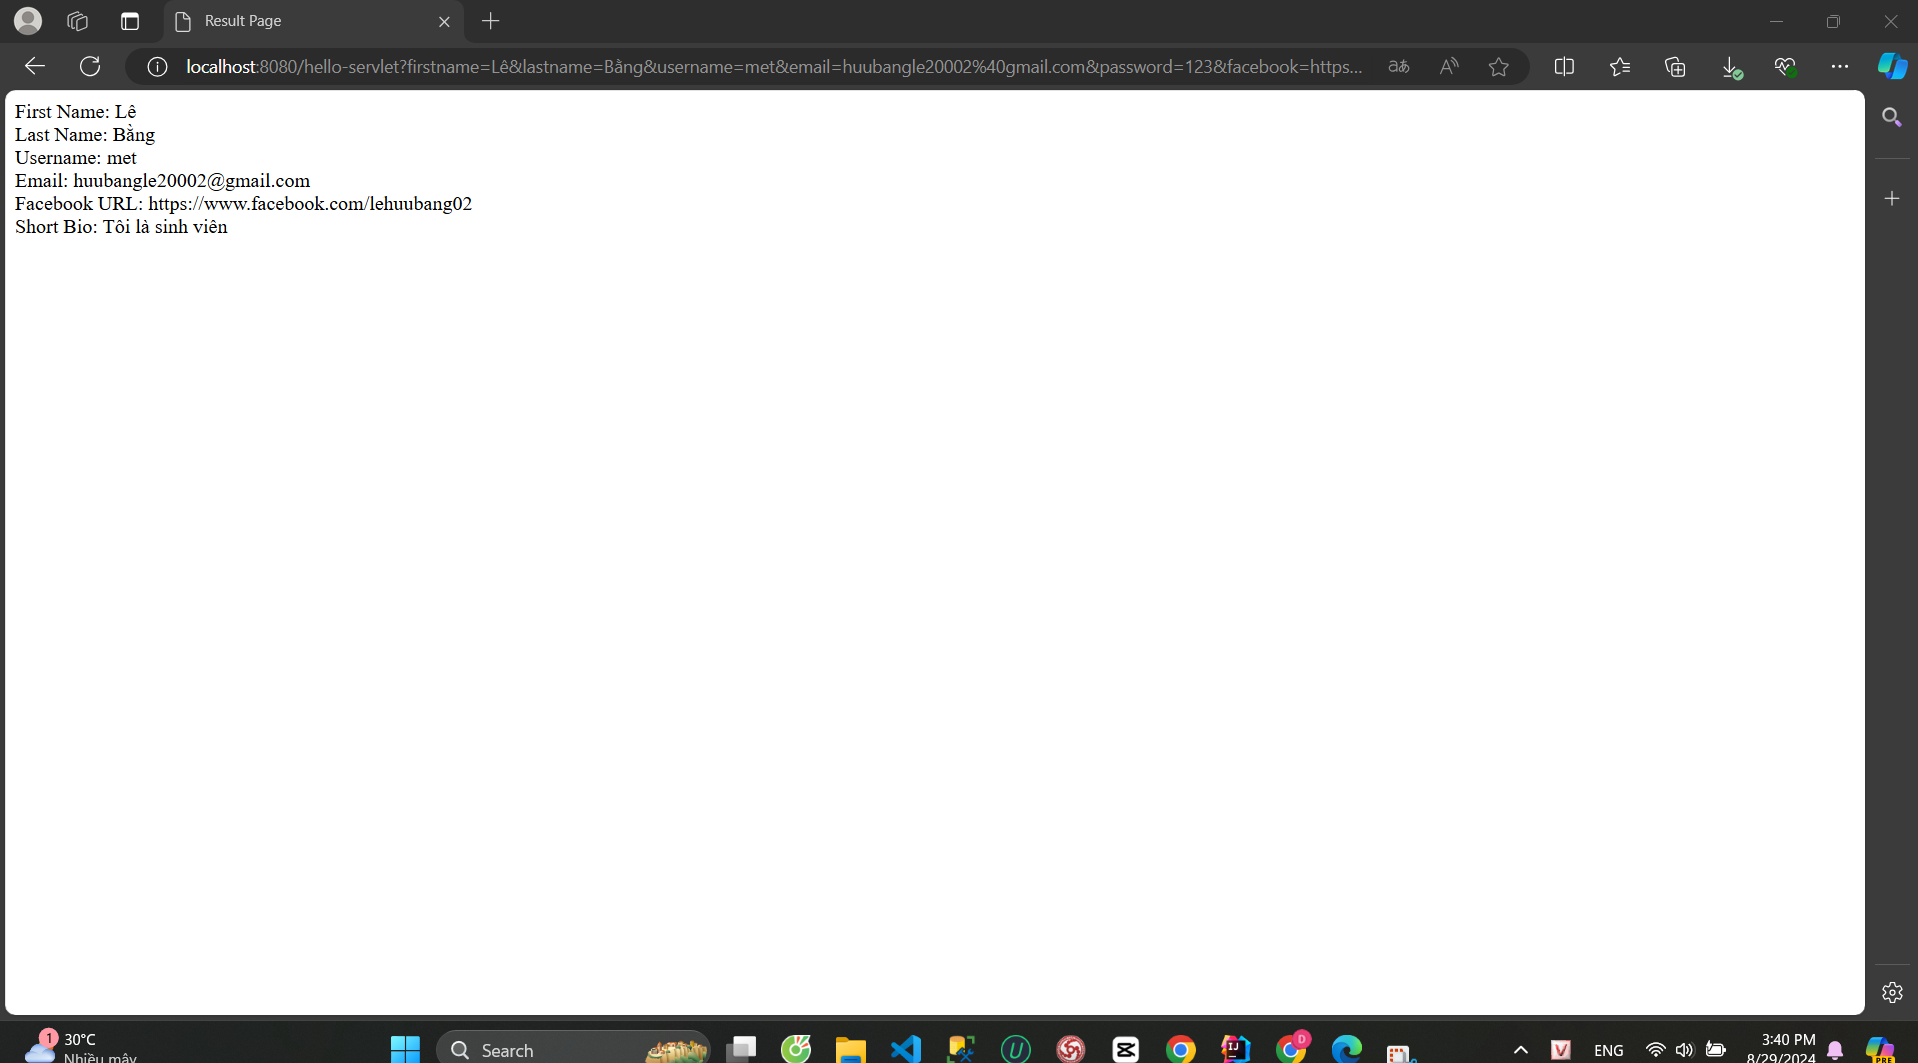 Result Page
localhost:8080/hello-servlet?firstname=Lê&lastname=Bằng&username=met&email=huubangle20002%40gmail.com&password=123&facebook=https...
First Name: Lê
Last Name: Bằng
Username: met
Email: huubangle20002@gmail.com
Facebook URL: https://www.facebook.com/lehuubang02
Short Bio: Tôi là sinh viên
1
30°C
Nhiều mây
Search
D
ENG
3:40 PM
8/29/2024
PRE